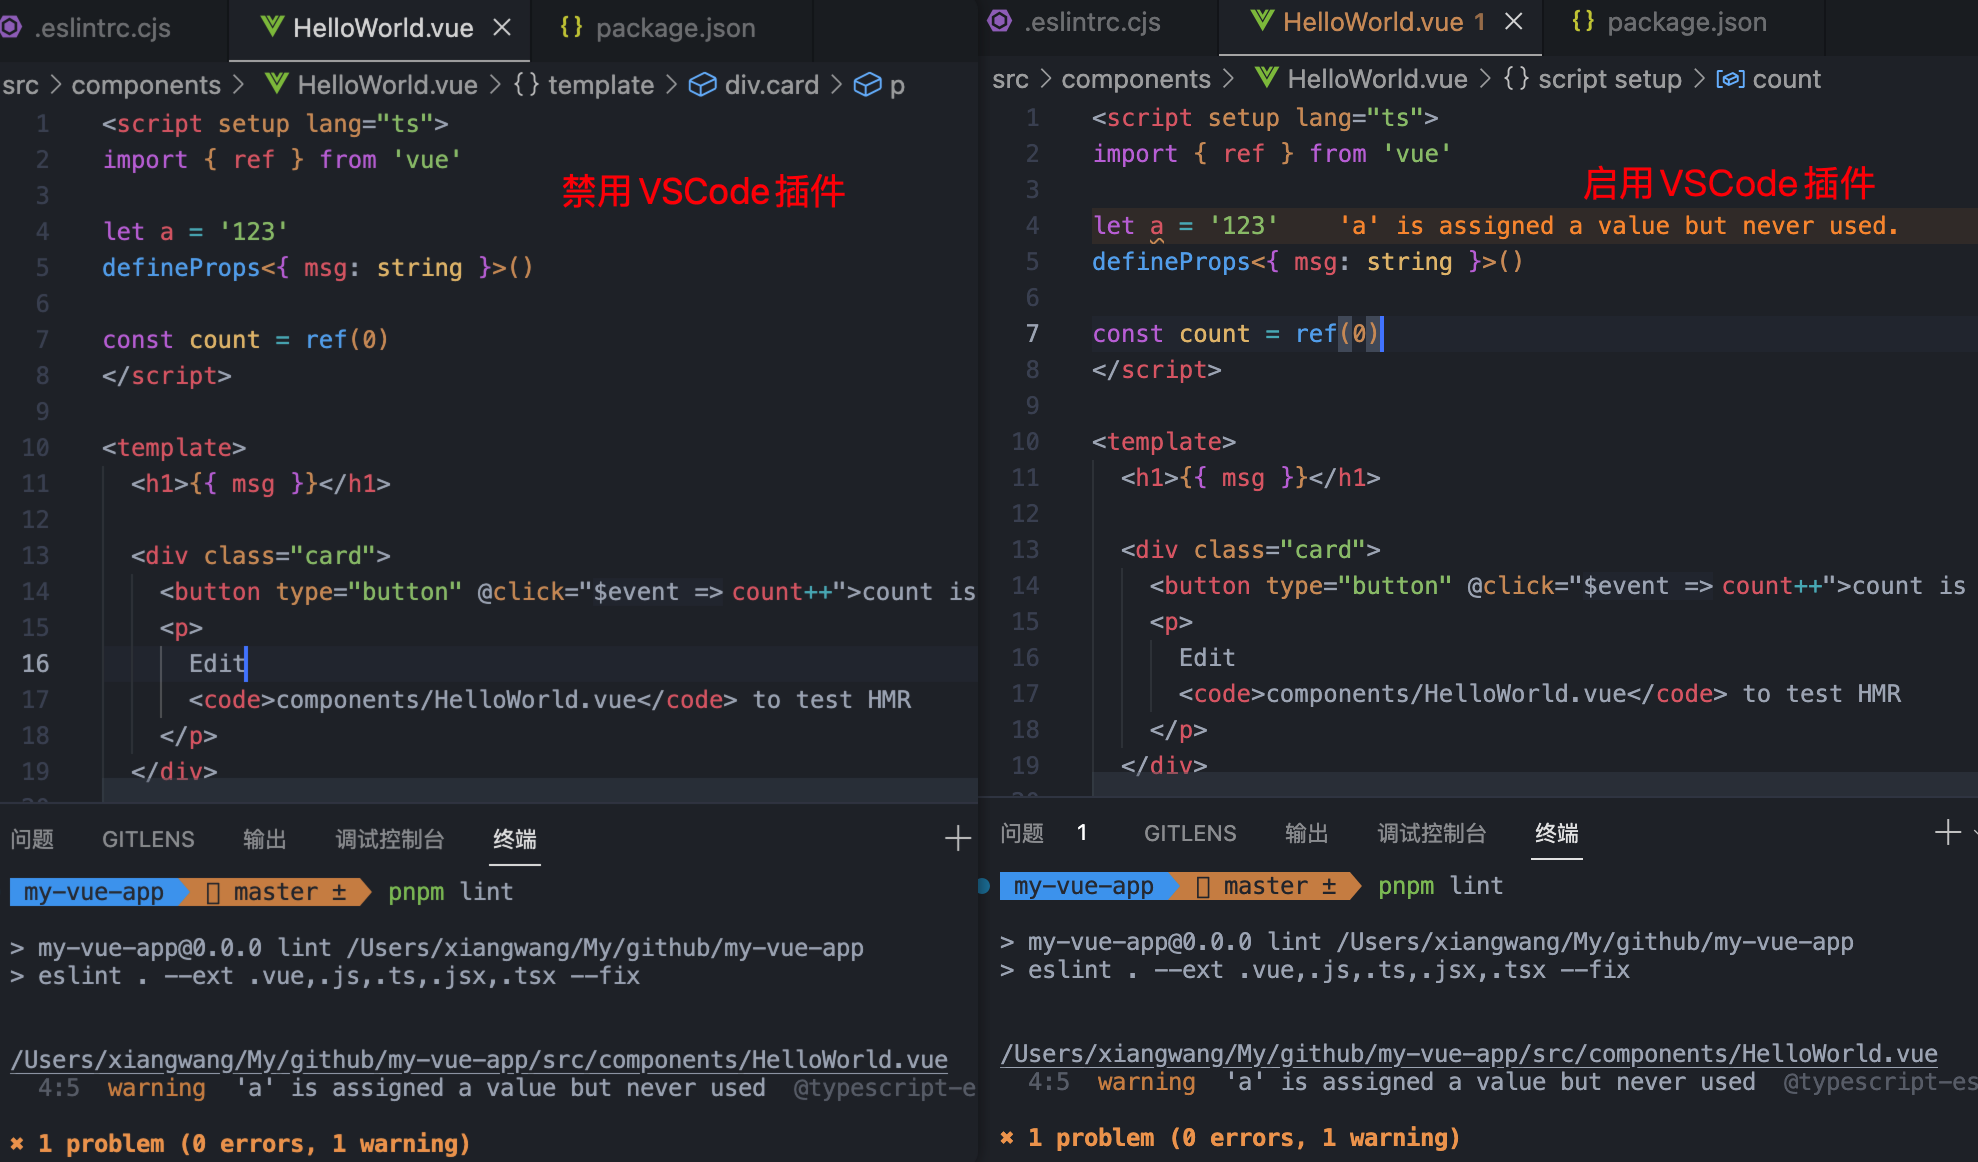 .eslintrc.cjs
HelloWorld.vue
{} package.json
src > components > HelloWorld.vue > {} template > div.card > p
1 <script setup lang="ts">
2 import { ref } from 'vue'
禁用VSCode插件
3
4 let a = '123'
5 defineProps<{ msg: string }>()
6
7 const count = ref(0)
8 </script>
9
10 <template>
11 <h1>{{ msg }}</h1>
12
13 <div class="card">
14 <button type="button" @click="$event => count++">count is
15 <p>
16 Edit
17 <code>components/HelloWorld.vue</code> to test HMR
18 </p>
19 </div>
20
问题 GITLENS 输出 调试控制台 终端
my-vue-app master ± pnpm lint
> my-vue-app@0.0.0 lint /Users/xiangwang/My/github/my-vue-app
> eslint . --ext .vue,.js,.ts,.jsx,.tsx --fix
/Users/xiangwang/My/github/my-vue-app/src/components/HelloWorld.vue
4:5 warning 'a' is assigned a value but never used @typescript-e
✖ 1 problem (0 errors, 1 warning)
.eslintrc.cjs
HelloWorld.vue 1
{} package.json
src > components > HelloWorld.vue > {} script setup > count
1 <script setup lang="ts">
2 import { ref } from 'vue'
启用VSCode插件
3
4 let a = '123' 'a' is assigned a value but never used.
5 defineProps<{ msg: string }>()
6
7 const count = ref(0)
8 </script>
9
10 <template>
11 <h1>{{ msg }}</h1>
12
13 <div class="card">
14 <button type="button" @click="$event => count++">count is
15 <p>
16 Edit
17 <code>components/HelloWorld.vue</code> to test HMR
18 </p>
19 </div>
20
问题 1 GITLENS 输出 调试控制台 终端
my-vue-app master ± pnpm lint
> my-vue-app@0.0.0 lint /Users/xiangwang/My/github/my-vue-app
> eslint . --ext .vue,.js,.ts,.jsx,.tsx --fix
/Users/xiangwang/My/github/my-vue-app/src/components/HelloWorld.vue
4:5 warning 'a' is assigned a value but never used @typescript-es
✖ 1 problem (0 errors, 1 warning)